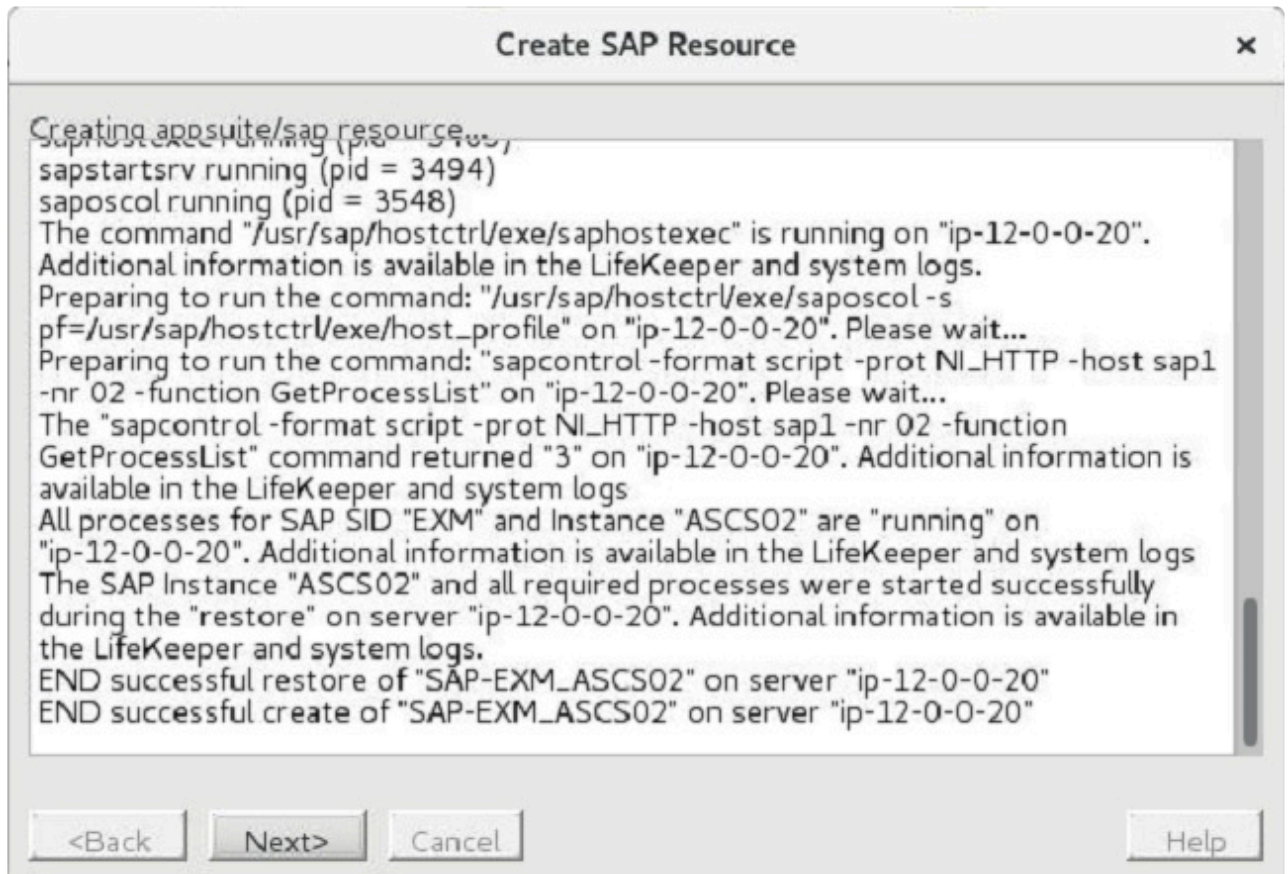 Create SAP Resource
×
Creating appsuite/sap resource...
saphostexec running (pid =
sapstartsrv running (pid = 3494)
saposcol running (pid = 3548)
The command "/usr/sap/hostctrl/exe/saphostexec" is running on "ip-12-0-0-20".
Additional information is available in the LifeKeeper and system logs.
Preparing to run the command: "/usr/sap/hostctrl/exe/saposcol -s
pf=/usr/sap/hostctrl/exe/host_profile" on "ip-12-0-0-20". Please wait...
Preparing to run the command: "sapcontrol -format script -prot NI_HTTP -host sap1
-nr 02 -function GetProcessList" on "ip-12-0-0-20". Please wait...
The "sapcontrol -format script -prot NI_HTTP -host sap1 -nr 02 -function
GetProcessList" command returned "3" on "ip-12-0-0-20". Additional information is
available in the LifeKeeper and system logs
All processes for SAP SID "EXM" and Instance "ASCS02" are "running" on
"ip-12-0-0-20". Additional information is available in the LifeKeeper and system logs
The SAP Instance "ASCS02" and all required processes were started successfully
during the "restore" on server "ip-12-0-0-20". Additional information is available in
the LifeKeeper and system logs.
END successful restore of "SAP-EXM_ASCS02" on server "ip-12-0-0-20"
END successful create of "SAP-EXM_ASCS02" on server "ip-12-0-0-20"
<Back Next> Cancel Help